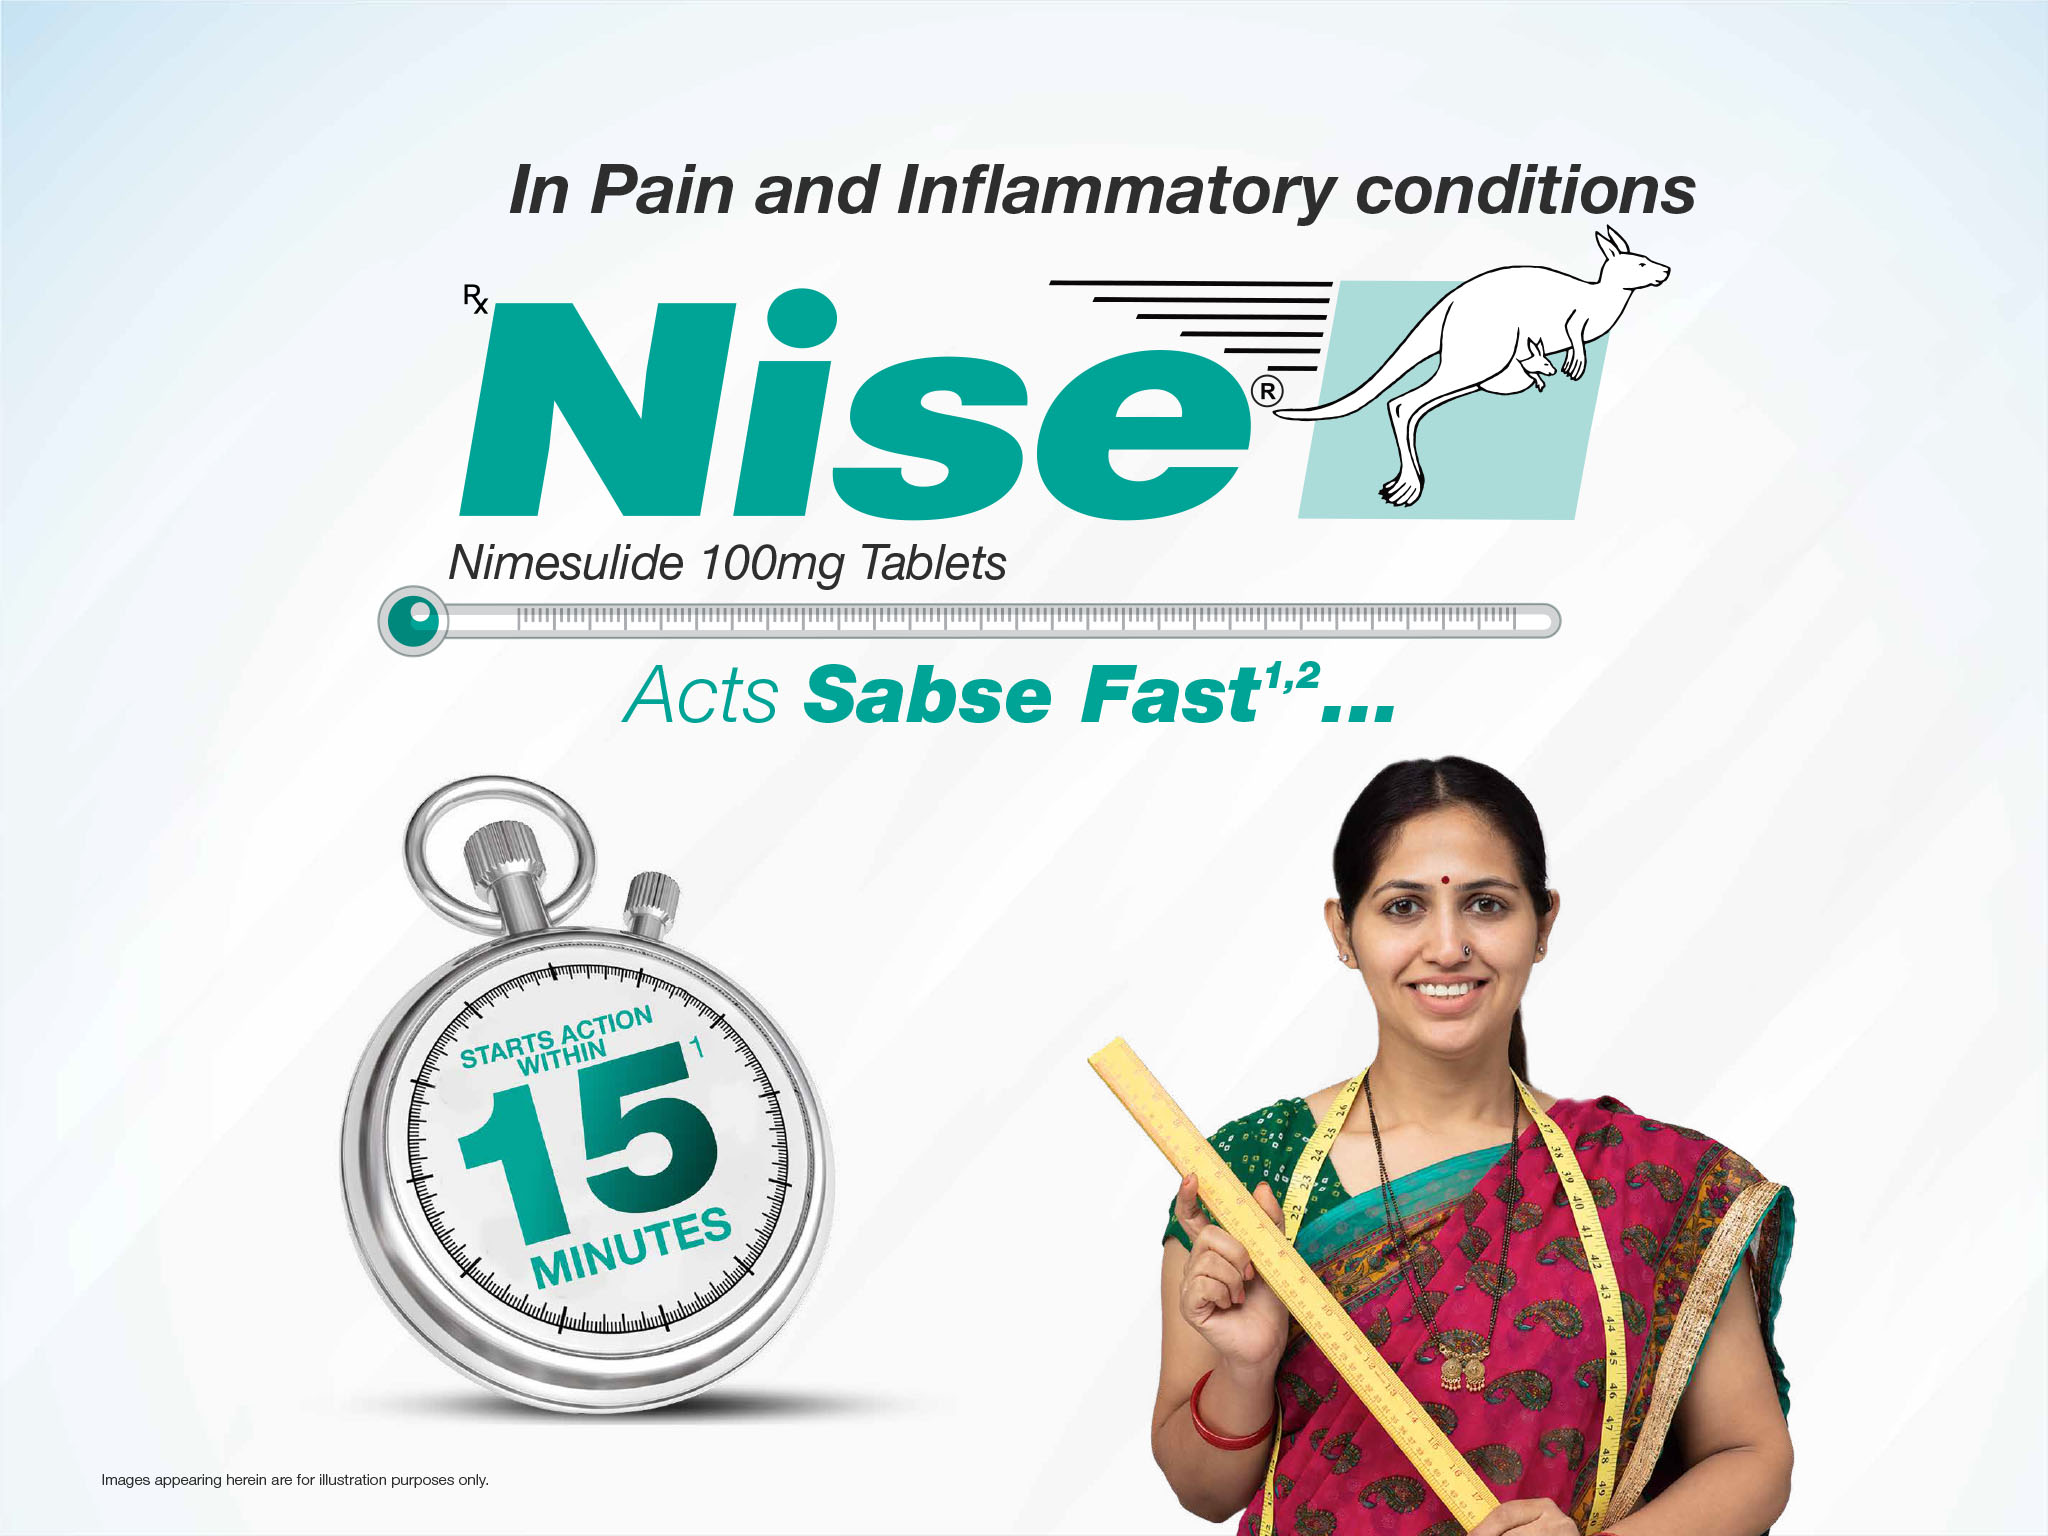 In Pain and Inflammatory conditions
Rx
Nise®
Nimesulide 100mg Tablets
Acts Sabse Fast1,2...
STARTS ACTION
WITHIN
15 1
MINUTES
Images appearing herein are for illustration purposes only.